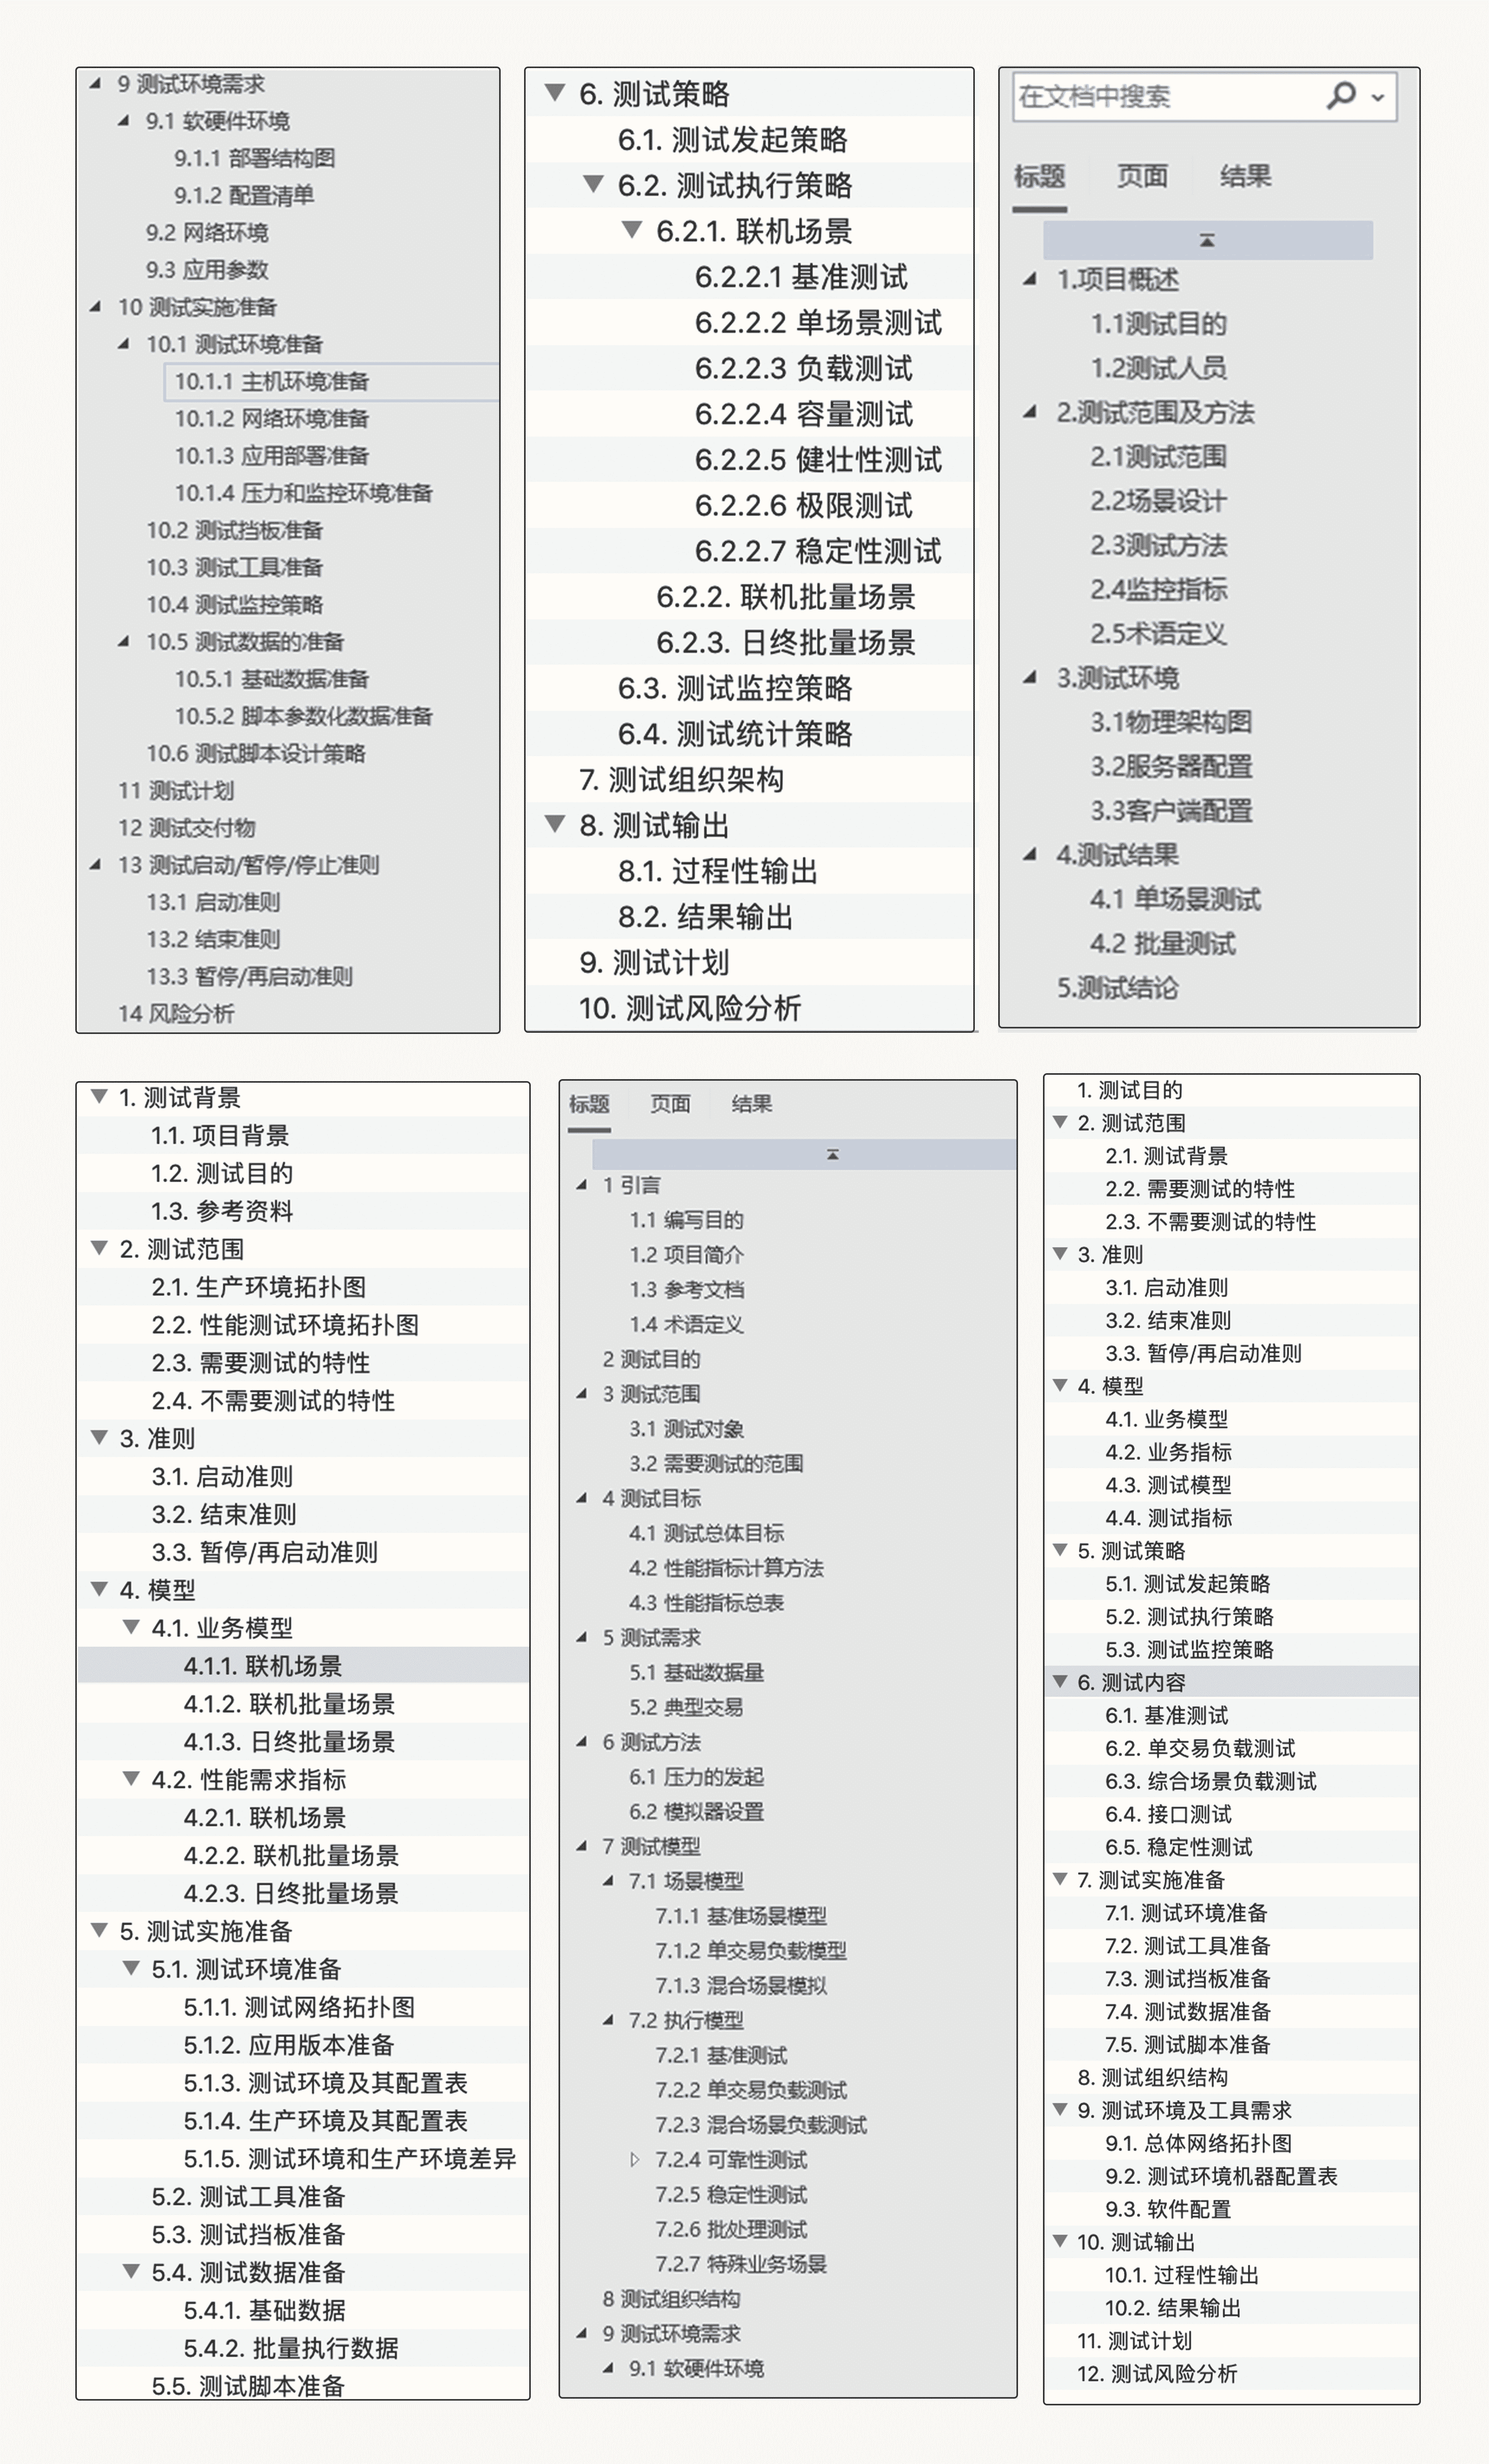 9 测试环境需求
9.1 软硬件环境
9.1.1 部署结构图
9.1.2 配置清单
9.2 网络环境
9.3 应用参数
10 测试实施准备
10.1 测试环境准备
10.1.1 主机环境准备
10.1.2 网络环境准备
10.1.3 应用部署准备
10.1.4 压力和监控环境准备
10.2 测试挡板准备
10.3 测试工具准备
10.4 测试监控策略
10.5 测试数据的准备
10.5.1 基础数据准备
10.5.2 脚本参数化数据准备
10.6 测试脚本设计策略
11 测试计划
12 测试交付物
13 测试启动/暂停/停止准则
13.1 启动准则
13.2 结束准则
13.3 暂停/再启动准则
14 风险分析
6. 测试策略
6.1. 测试发起策略
6.2. 测试执行策略
6.2.1. 联机场景
6.2.2.1 基准测试
6.2.2.2 单场景测试
6.2.2.3 负载测试
6.2.2.4 容量测试
6.2.2.5 健壮性测试
6.2.2.6 极限测试
6.2.2.7 稳定性测试
6.2.2. 联机批量场景
6.2.3. 日终批量场景
6.3. 测试监控策略
6.4. 测试统计策略
7. 测试组织架构
8. 测试输出
8.1. 过程性输出
8.2. 结果输出
9. 测试计划
10. 测试风险分析
在文档中搜索
标题 页面 结果
1.项目概述
1.1测试目的
1.2测试人员
2.测试范围及方法
2.1测试范围
2.2场景设计
2.3测试方法
2.4监控指标
2.5术语定义
3.测试环境
3.1物理架构图
3.2服务器配置
3.3客户端配置
4.测试结果
4.1 单场景测试
4.2 批量测试
5.测试结论
1. 测试背景
1.1. 项目背景
1.2. 测试目的
1.3. 参考资料
2. 测试范围
2.1. 生产环境拓扑图
2.2. 性能测试环境拓扑图
2.3. 需要测试的特性
2.4. 不需要测试的特性
3. 准则
3.1. 启动准则
3.2. 结束准则
3.3. 暂停/再启动准则
4. 模型
4.1. 业务模型
4.1.1. 联机场景
4.1.2. 联机批量场景
4.1.3. 日终批量场景
4.2. 性能需求指标
4.2.1. 联机场景
4.2.2. 联机批量场景
4.2.3. 日终批量场景
5. 测试实施准备
5.1. 测试环境准备
5.1.1. 测试网络拓扑图
5.1.2. 应用版本准备
5.1.3. 测试环境及其配置表
5.1.4. 生产环境及其配置表
5.1.5. 测试环境和生产环境差异
5.2. 测试工具准备
5.3. 测试挡板准备
5.4. 测试数据准备
5.4.1. 基础数据
5.4.2. 批量执行数据
5.5. 测试脚本准备
标题 页面 结果
1 引言
1.1 编写目的
1.2 项目简介
1.3 参考文档
1.4 术语定义
2 测试目的
3 测试范围
3.1 测试对象
3.2 需要测试的范围
4 测试目标
4.1 测试总体目标
4.2 性能指标计算方法
4.3 性能指标总表
5 测试需求
5.1 基础数据量
5.2 典型交易
6 测试方法
6.1 压力的发起
6.2 模拟器设置
7 测试模型
7.1 场景模型
7.1.1 基准场景模型
7.1.2 单交易负载模型
7.1.3 混合场景模拟
7.2 执行模型
7.2.1 基准测试
7.2.2 单交易负载测试
7.2.3 混合场景负载测试
7.2.4 可靠性测试
7.2.5 稳定性测试
7.2.6 批处理测试
7.2.7 特殊业务场景
8 测试组织结构
9 测试环境需求
9.1 软硬件环境
1. 测试目的
2. 测试范围
2.1. 测试背景
2.2. 需要测试的特性
2.3. 不需要测试的特性
3. 准则
3.1. 启动准则
3.2. 结束准则
3.3. 暂停/再启动准则
4. 模型
4.1. 业务模型
4.2. 业务指标
4.3. 测试模型
4.4. 测试指标
5. 测试策略
5.1. 测试发起策略
5.2. 测试执行策略
5.3. 测试监控策略
6. 测试内容
6.1. 基准测试
6.2. 单交易负载测试
6.3. 综合场景负载测试
6.4. 接口测试
6.5. 稳定性测试
7. 测试实施准备
7.1. 测试环境准备
7.2. 测试工具准备
7.3. 测试挡板准备
7.4. 测试数据准备
7.5. 测试脚本准备
8. 测试组织结构
9. 测试环境及工具需求
9.1. 总体网络拓扑图
9.2. 测试环境机器配置表
9.3. 软件配置
10. 测试输出
10.1. 过程性输出
10.2. 结果输出
11. 测试计划
12. 测试风险分析